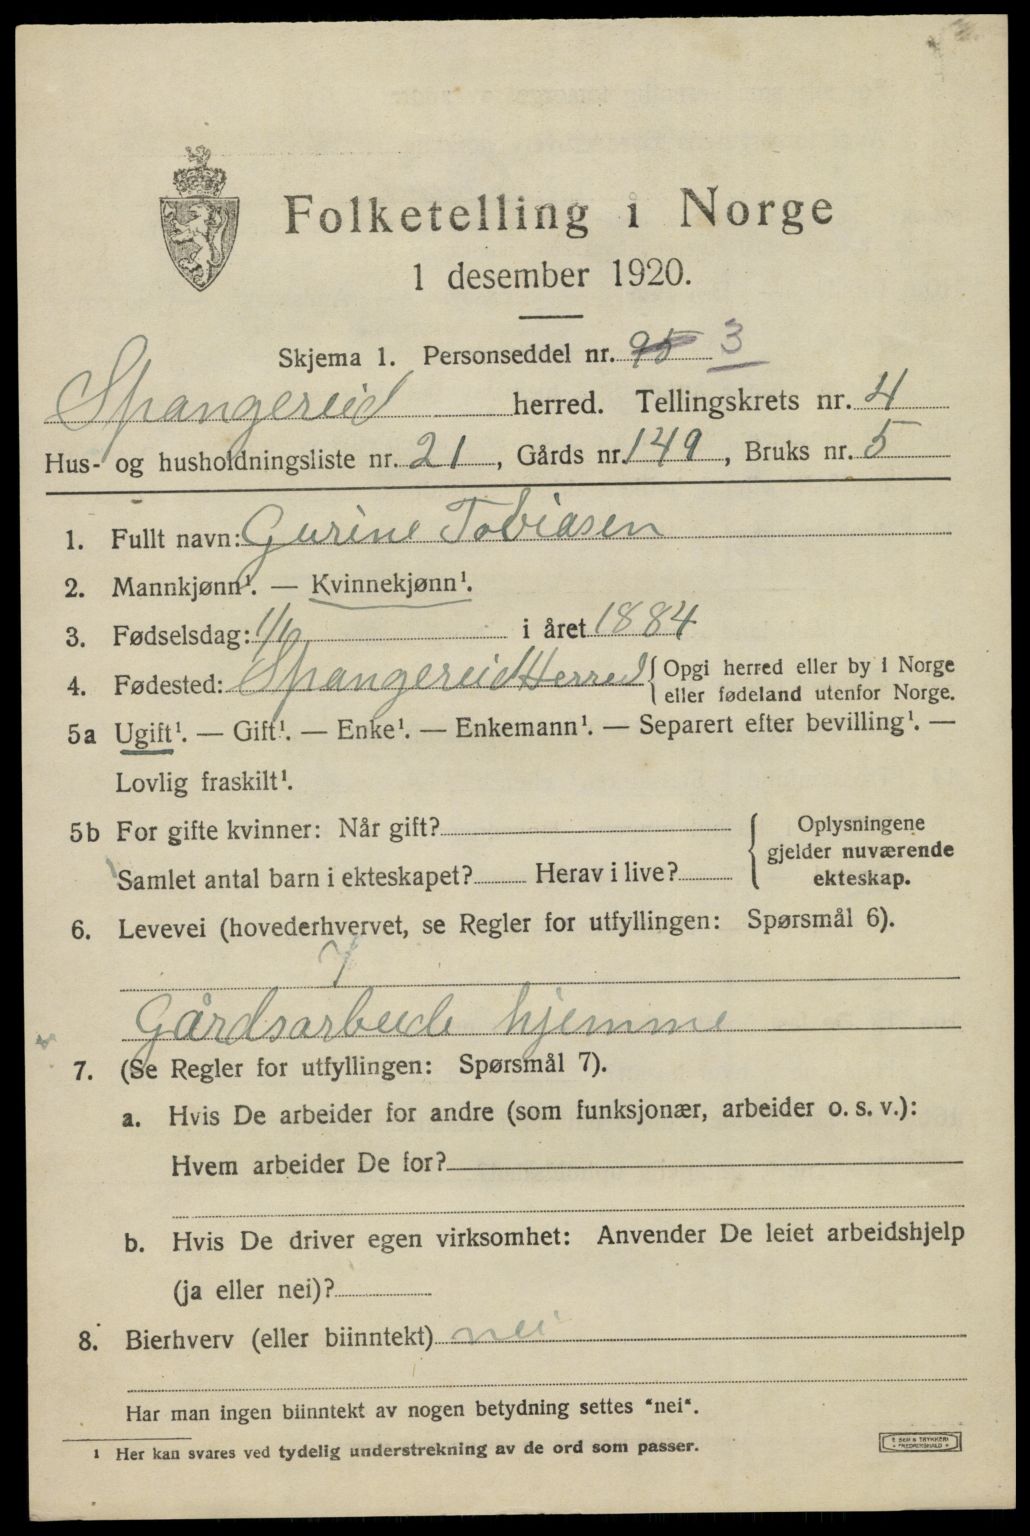 Folketelling i Norge
1 desember 1920.
Skjema 1. Personseddel nr. 95 3
Spangereid herred. Tellingskrets nr. 4
Hus- og husholdningsliste nr. 21, Gårds nr. 149, Bruks nr. 5
1. Fullt navn: Gurine Tobiasen
2. Mannkjønn¹. — Kvinnekjønn¹.
3. Fødselsdag: 1/6 i året 1884
4. Fødested: Spangereid Herred { Opgi herred eller by i Norge
eller fødeland utenfor Norge.
5a Ugift¹. — Gift¹. — Enke¹. — Enkemann¹. — Separert efter bevilling¹. —
Lovlig fraskilt¹.
5b For gifte kvinner: Når gift?
Samlet antal barn i ekteskapet? Herav i live?
{ Oplysningene
gjelder nuværende
ekteskap.
6. Levevei (hovederhvervet, se Regler for utfyllingen: Spørsmål 6).
7
Gårdsarbeide hjemme
7. (Se Regler for utfyllingen: Spørsmål 7).
a. Hvis De arbeider for andre (som funksjonær, arbeider o. s. v.):
Hvem arbeider De for?
b. Hvis De driver egen virksomhet: Anvender De leiet arbeidshjelp
(ja eller nei)?
8. Bierhverv (eller biinntekt) nei
Har man ingen biinntekt av nogen betydning settes "nei".
¹ Her kan svares ved tydelig understrekning av de ord som passer.
TRYKKERI
FREDRIKSHALD